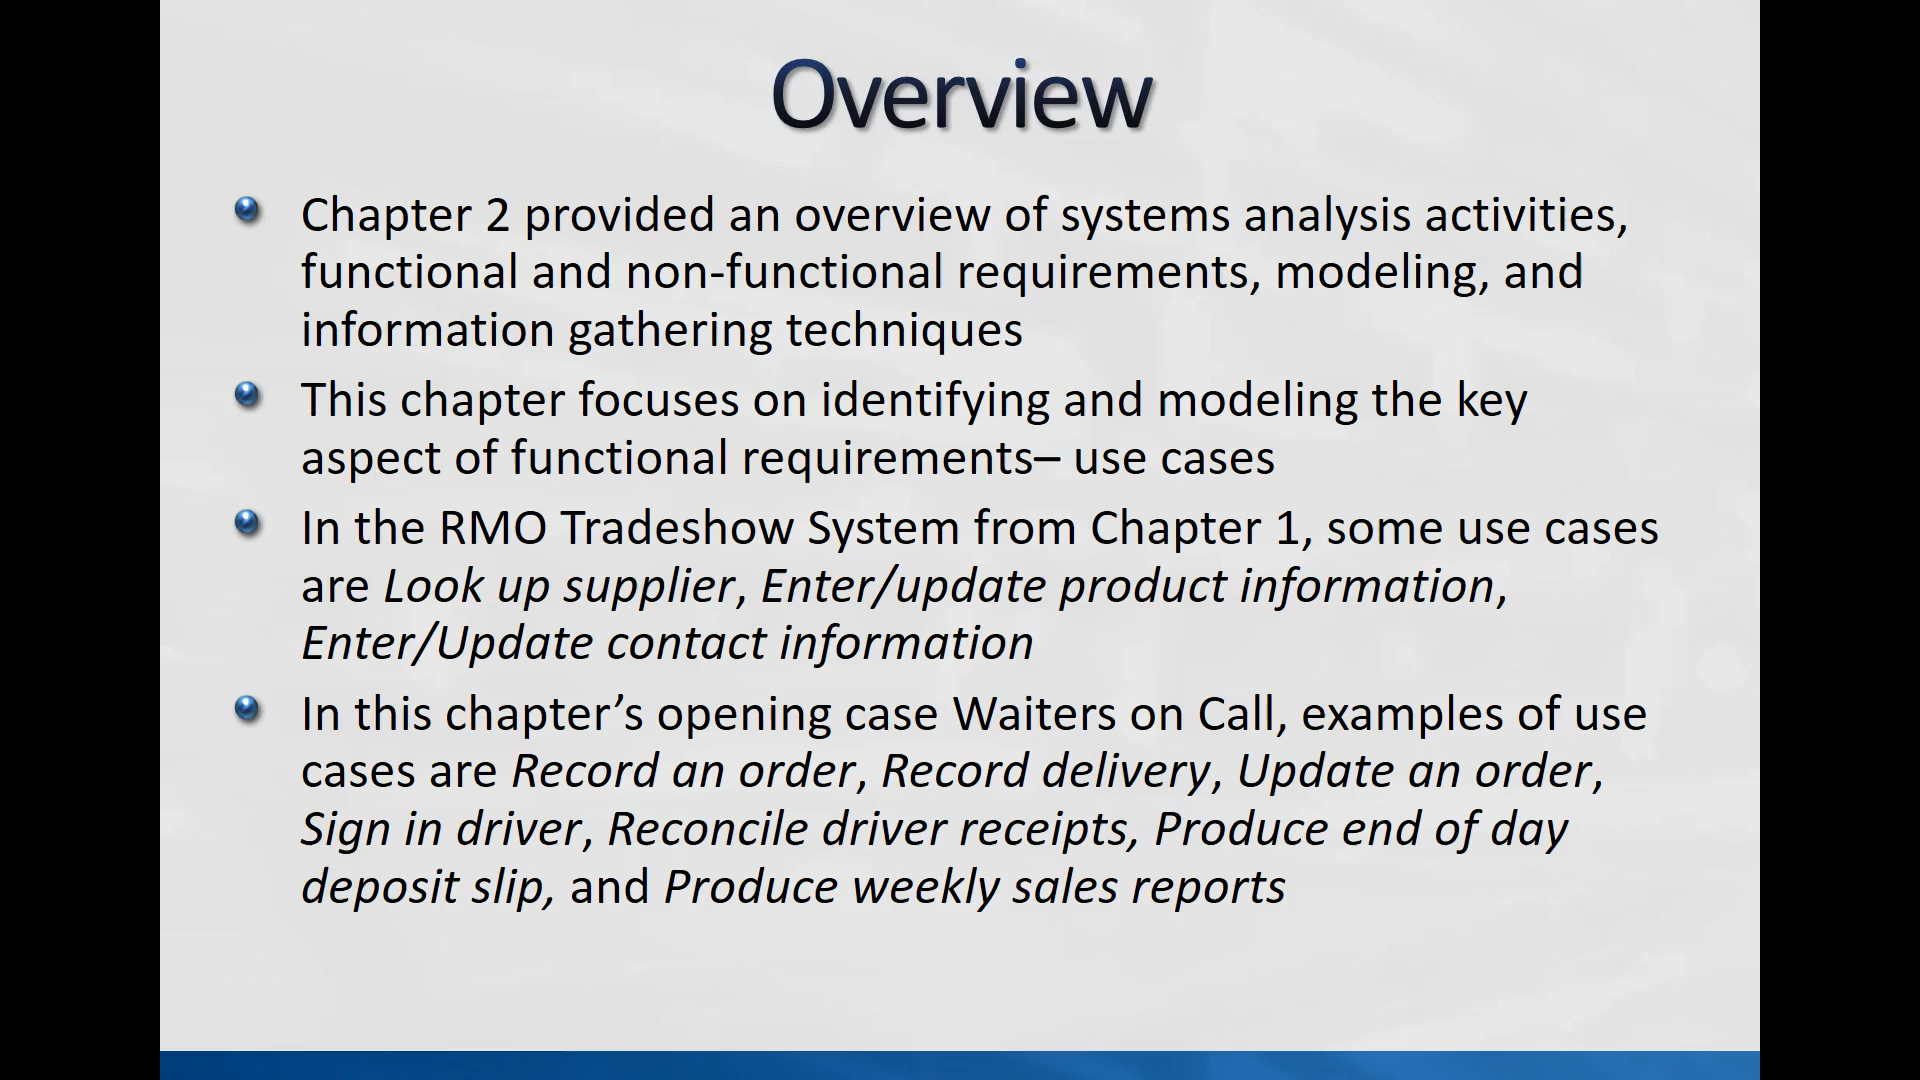 Overview
Chapter 2 provided an overview of systems analysis activities,
functional and non-functional requirements, modeling, and
information gathering techniques
This chapter focuses on identifying and modeling the key
aspect of functional requirements– use cases
In the RMO Tradeshow System from Chapter 1, some use cases
are Look up supplier, Enter/update product information,
Enter/Update contact information
In this chapter’s opening case Waiters on Call, examples of use
cases are Record an order, Record delivery, Update an order,
Sign in driver, Reconcile driver receipts, Produce end of day
deposit slip, and Produce weekly sales reports